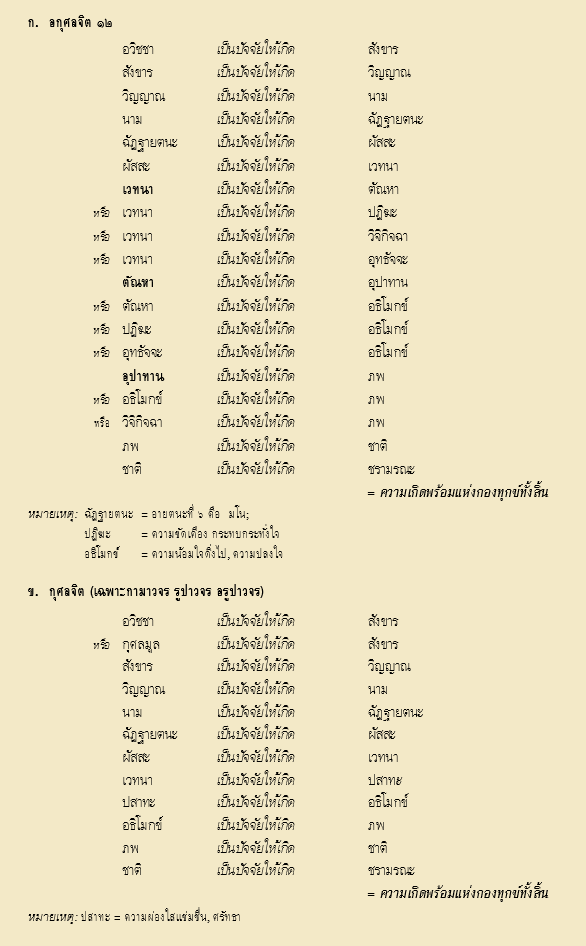 ก. อกุศลจิต ๑๒
อวิชชา เป็นปัจจัยให้เกิด สังขาร
สังขาร เป็นปัจจัยให้เกิด วิญญาณ
วิญญาณ เป็นปัจจัยให้เกิด นาม
นาม เป็นปัจจัยให้เกิด ฉัฏฐายตนะ
ฉัฏฐายตนะ เป็นปัจจัยให้เกิด ผัสสะ
ผัสสะ เป็นปัจจัยให้เกิด เวทนา
เวทนา เป็นปัจจัยให้เกิด ตัณหา
หรือ เวทนา เป็นปัจจัยให้เกิด ปฏิฆะ
หรือ เวทนา เป็นปัจจัยให้เกิด วิจิกิจฉา
หรือ เวทนา เป็นปัจจัยให้เกิด อุทธัจจะ
ตัณหา เป็นปัจจัยให้เกิด อุปาทาน
หรือ ตัณหา เป็นปัจจัยให้เกิด อธิโมกข์
หรือ ปฏิฆะ เป็นปัจจัยให้เกิด อธิโมกข์
หรือ อุทธัจจะ เป็นปัจจัยให้เกิด อธิโมกข์
อุปาทาน เป็นปัจจัยให้เกิด ภพ
หรือ อธิโมกข์ เป็นปัจจัยให้เกิด ภพ
หรือ วิจิกิจฉา เป็นปัจจัยให้เกิด ภพ
ภพ เป็นปัจจัยให้เกิด ชาติ
ชาติ เป็นปัจจัยให้เกิด ชรามรณะ
= ความเกิดพร้อมแห่งกองทุกข์ทั้งสิ้น
หมายเหตุ: ฉัฏฐายตนะ = อายตนะที่ ๖ คือ มโน;
ปฏิฆะ = ความขัดเคือง กระทบกระทั่งใจ
อธิโมกข์ = ความน้อมใจดิ่งไป, ความปลงใจ
ข. กุศลจิต (เฉพาะกามาวจร รูปาวจร อรูปาวจร)
อวิชชา เป็นปัจจัยให้เกิด สังขาร
หรือ กุศลมูล เป็นปัจจัยให้เกิด สังขาร
สังขาร เป็นปัจจัยให้เกิด วิญญาณ
วิญญาณ เป็นปัจจัยให้เกิด นาม
นาม เป็นปัจจัยให้เกิด ฉัฏฐายตนะ
ฉัฏฐายตนะ เป็นปัจจัยให้เกิด ผัสสะ
ผัสสะ เป็นปัจจัยให้เกิด เวทนา
เวทนา เป็นปัจจัยให้เกิด ปสาทะ
ปสาทะ เป็นปัจจัยให้เกิด อธิโมกข์
อธิโมกข์ เป็นปัจจัยให้เกิด ภพ
ภพ เป็นปัจจัยให้เกิด ชาติ
ชาติ เป็นปัจจัยให้เกิด ชรามรณะ
= ความเกิดพร้อมแห่งกองทุกข์ทั้งสิ้น
หมายเหตุ: ปสาทะ = ความผ่องใสแช่มชื่น, ศรัทธา